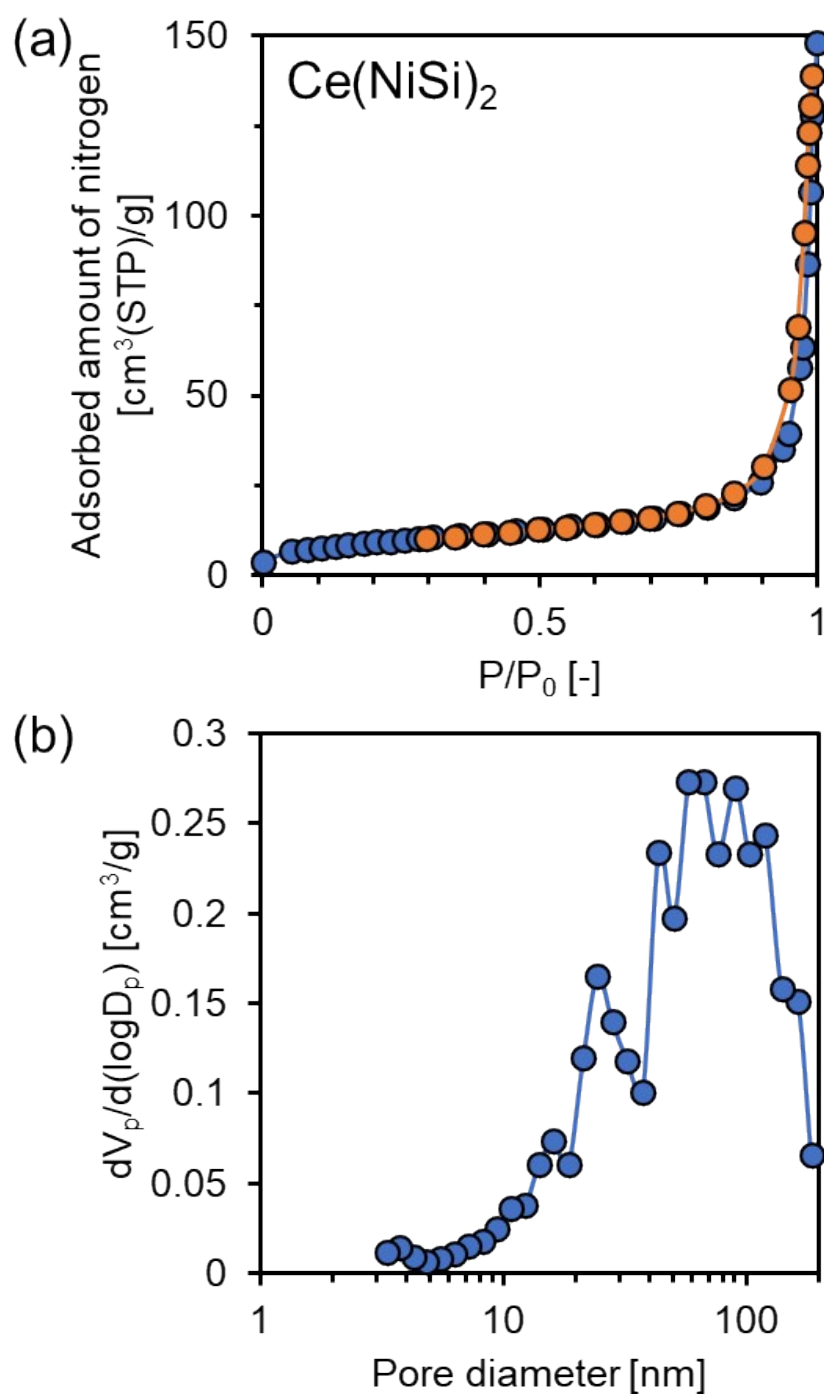 (a)
Ce(NiSi)₂
Adsorbed amount of nitrogen
[cm³(STP)/g]
150
100
50
0
0 0.5 1
P/P₀ [-]
(b)
dVₚ/d(logDₚ) [cm³/g]
0.3
0.25
0.2
0.15
0.1
0.05
0
1 10 100
Pore diameter [nm]